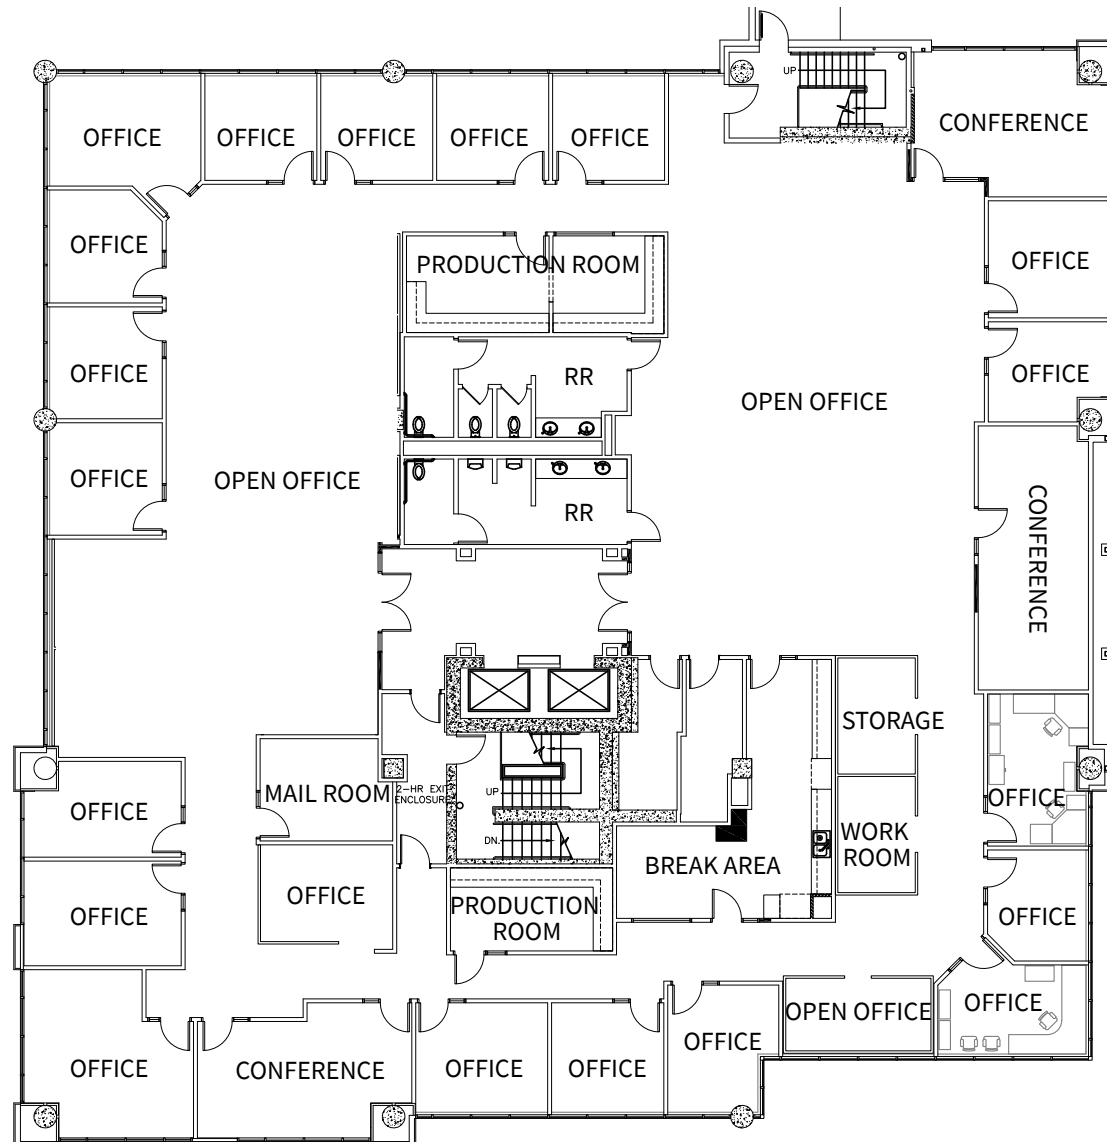 UP
CONFERENCE
OFFICE
OFFICE
OFFICE
OFFICE
OFFICE
OFFICE
PRODUCTION ROOM
OFFICE
OFFICE
RR
OFFICE
OPEN OFFICE
OFFICE
OPEN OFFICE
RR
CONFERENCE
STORAGE
OFFICE
MAIL ROOM
2-HR EXIT
ENCLOSURE
UP
OFFICE
DN.
WORK
ROOM
BREAK AREA
OFFICE
OFFICE
PRODUCTION
ROOM
OFFICE
OFFICE
OPEN OFFICE
OFFICE
OFFICE
CONFERENCE
OFFICE
OFFICE
OFFICE